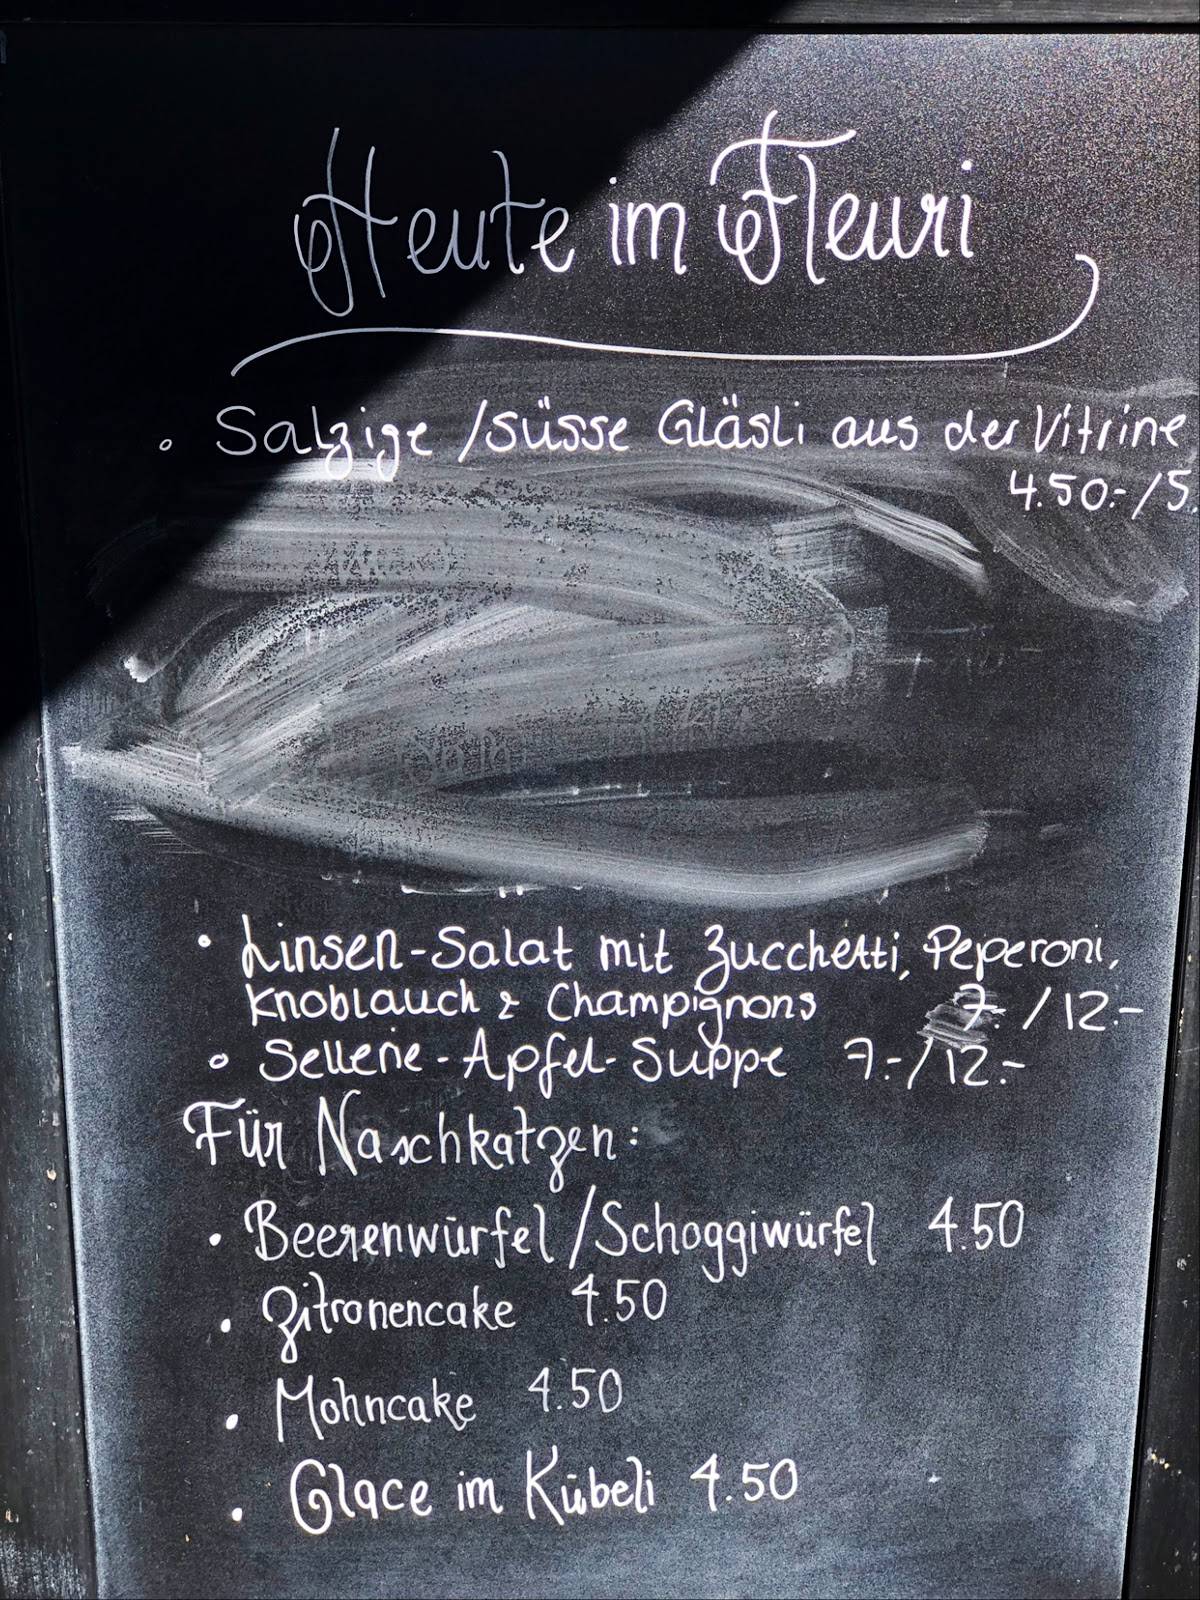 Heute im Fleuri
Salzige /süsse Gläsli aus der Vitrine
4.50.- /5.
Linsen-Salat mit Zucchetti, Peperoni,
Knoblauch & Champignons 7.- /12.-
Sellerie-Apfel-Suppe 7.-/12.-
Für Naschkatzen:
Beerenwürfel/Schoggiwürfel 4.50
Zitronencake 4.50
Mohncake 4.50
Glace im Kübeli 4.50